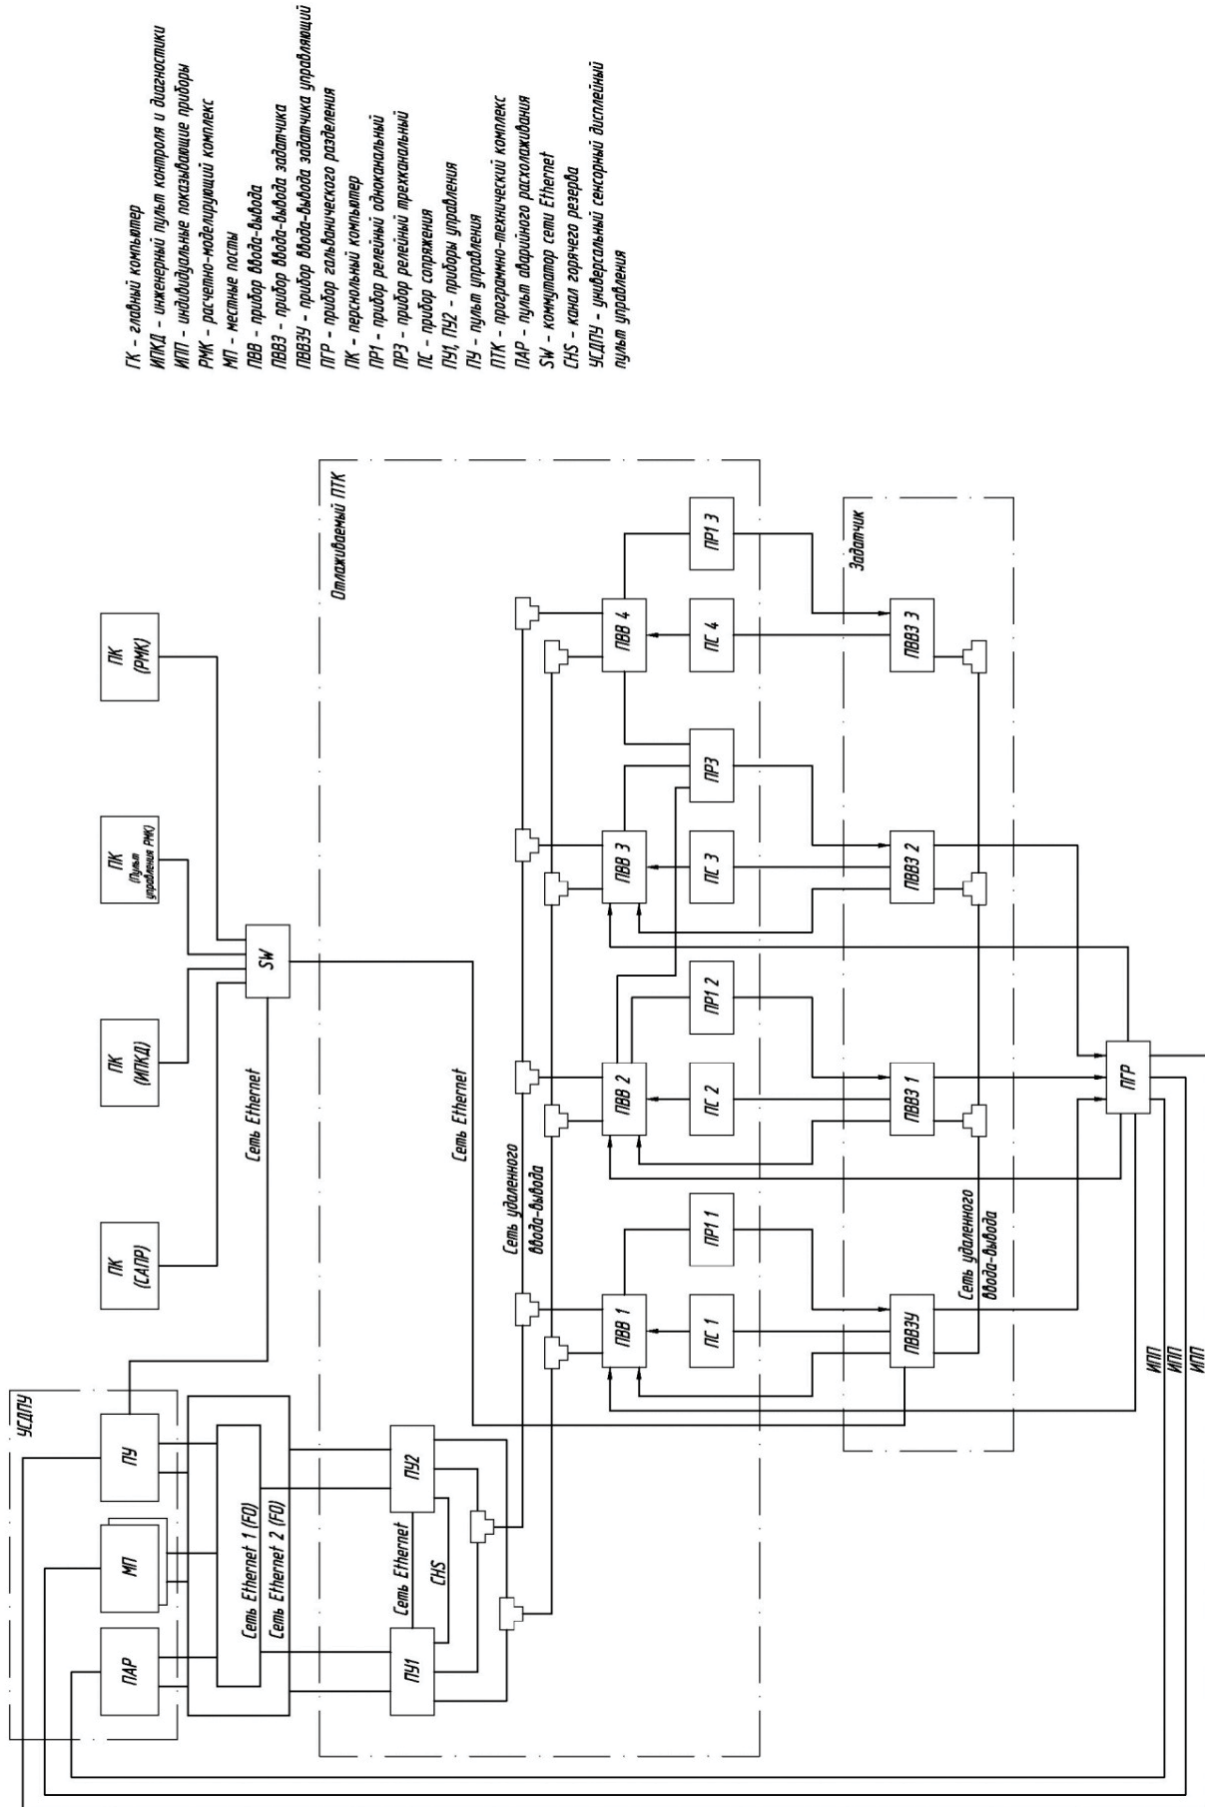 УСДПУ
ПАР
МП
ПУ
ПК
(САПР)
ПК
(ИПКД)
ПК
(Пульт
управления РМК)
ПК
(РМК)
Сеть Ethernet 1 (FO)
Сеть Ethernet 2 (FO)
Сеть Ethernet
SW
Отлаживаемый ПТК
ПУ1
Сеть Ethernet
CHS
ПУ2
Сеть Ethernet
Сеть удаленного
ввода-вывода
ПВВ 1
ПВВ 2
ПВВ 3
ПВВ 4
ПС 1
ПР1 1
ПС 2
ПР1 2
ПС 3
ПР3
ПС 4
ПР1 3
Задатчик
ПВВЗУ
ПВВЗ 1
ПВВЗ 2
ПВВЗ 3
Сеть удаленного
ввода-вывода
ПГР
ИПП
ИПП
ИПП
ГК - главный компьютер
ИПКД - инженерный пульт контроля и диагностики
ИПП - индивидуальные показывающие приборы
РМК - расчетно-моделирующий комплекс
МП - местные посты
ПВВ - прибор ввода-вывода
ПВВЗ - прибор ввода-вывода задатчика
ПВВЗУ - прибор ввода-вывода задатчика управляющий
ПГР - прибор гальванического разделения
ПК - перснольный компьютер
ПР1 - прибор релейный одноканальный
ПР3 - прибор релейный трехканальный
ПС - прибор сопряжения
ПУ1, ПУ2 - приборы управления
ПУ - пульт управления
ПТК - программно-технический комплекс
ПАР - пульт аварийного расхолаживания
SW - коммутатор сети Ethernet
CHS - канал горячего резерва
УСДПУ - универсальный сенсорный дисплейный
пульт управления